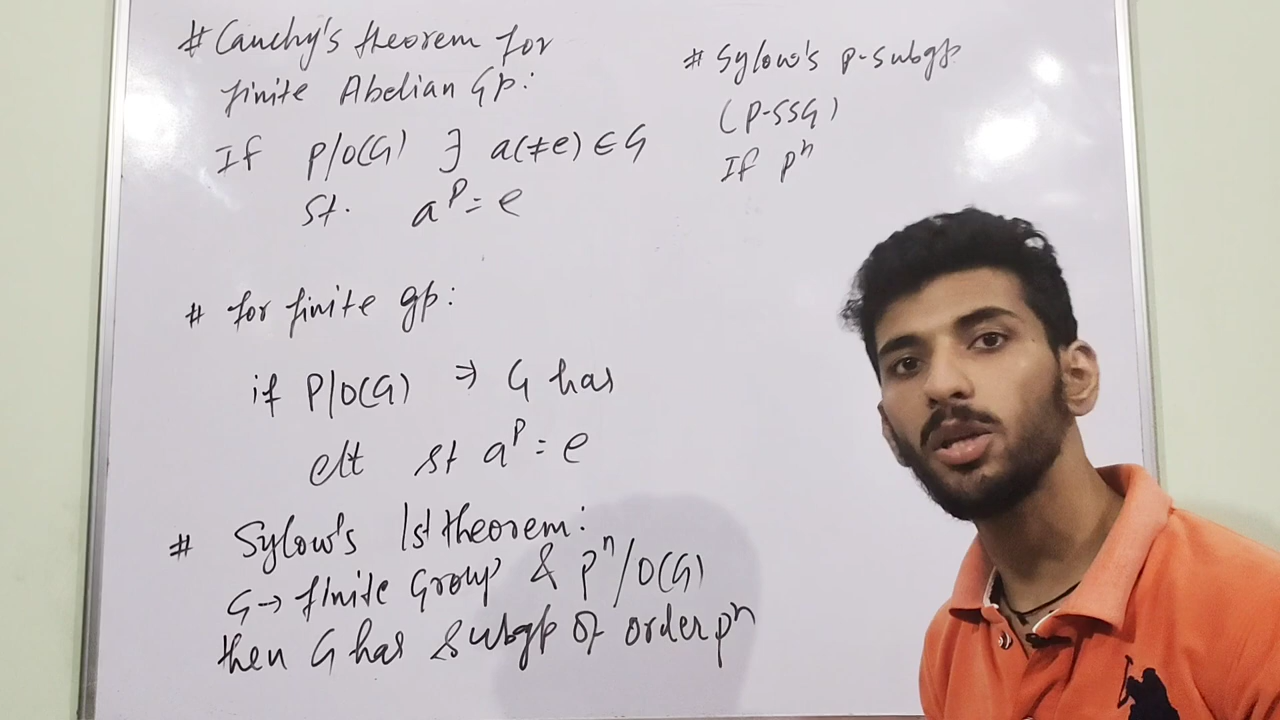 # Cauchy's theorem for
finite Abelian Gp:
If p/o(G) ∃ a(≠e) ∈ G
st. a^p = e
# for finite gp:
if P/o(G) ⇒ G has
elt st a^p = e
# Sylow's 1st theorem:
G → finite Group & p^n/o(G)
then G has subgp of order p^n
# Sylow's p-subgp
(P-SSG)
If p^n